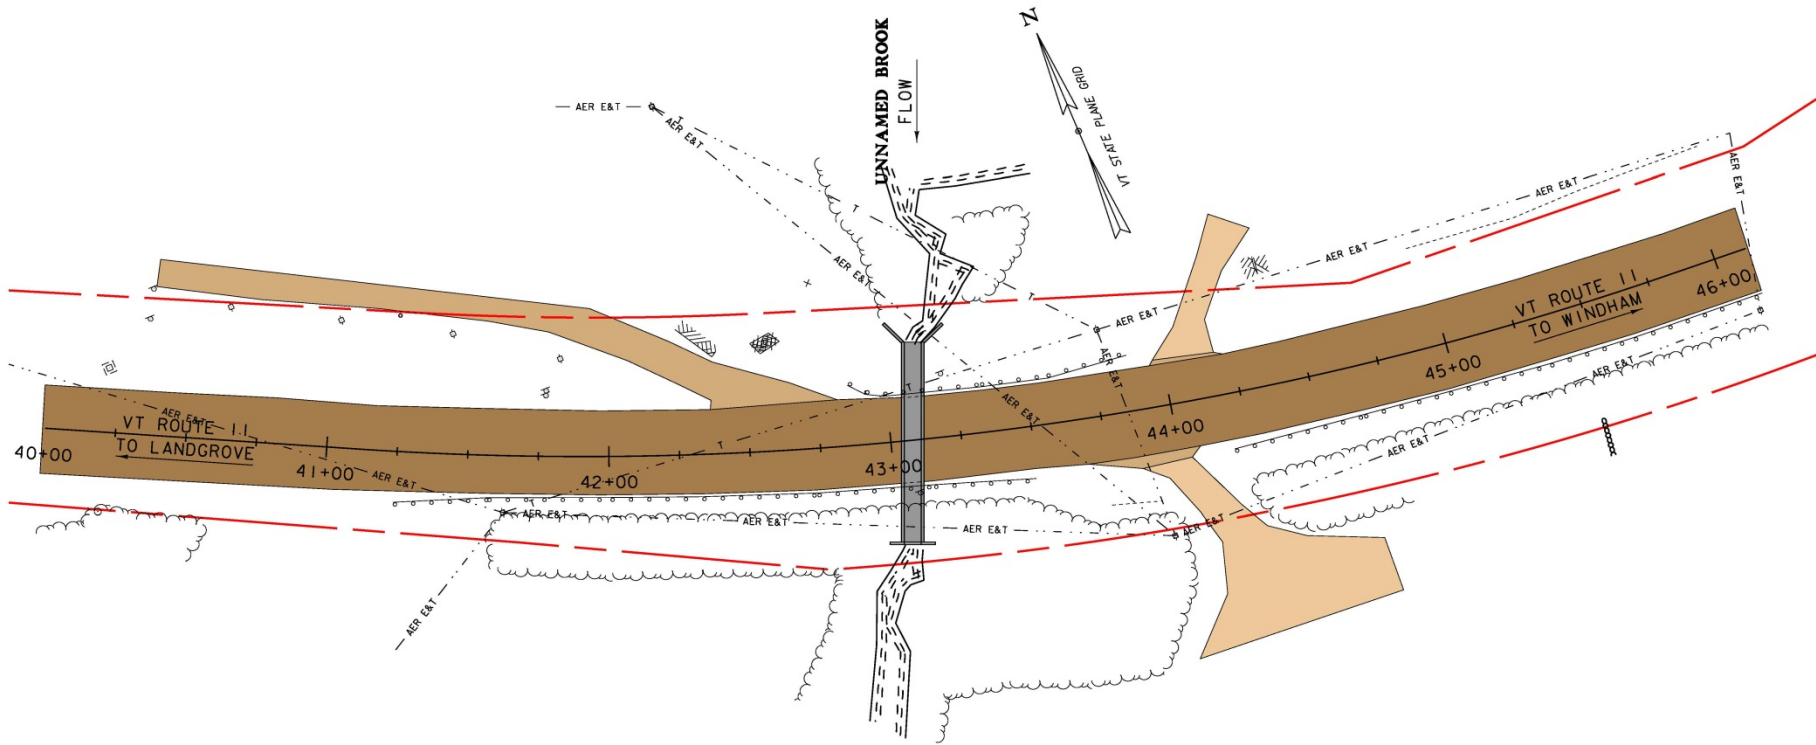 UNNAMED BROOK
FLOW
N
VT STATE PLANE GRID
AER E&T
AER E&T
AER E&T
AER E&T
AER E&T
AER E&T
AER E&T
AER E&T
T
T
T
T
T
AER E&T
AER E&T
VT ROUTE 11
TO LANDGROVE
VT ROUTE 11
TO WINDHAM
40+00
41+00
42+00
43+00
44+00
45+00
46+00
AER E&T
AER E&T
AER E&T
AER E&T
AER E&T
AER E&T
AER E&T
AER E&T
AER E&T